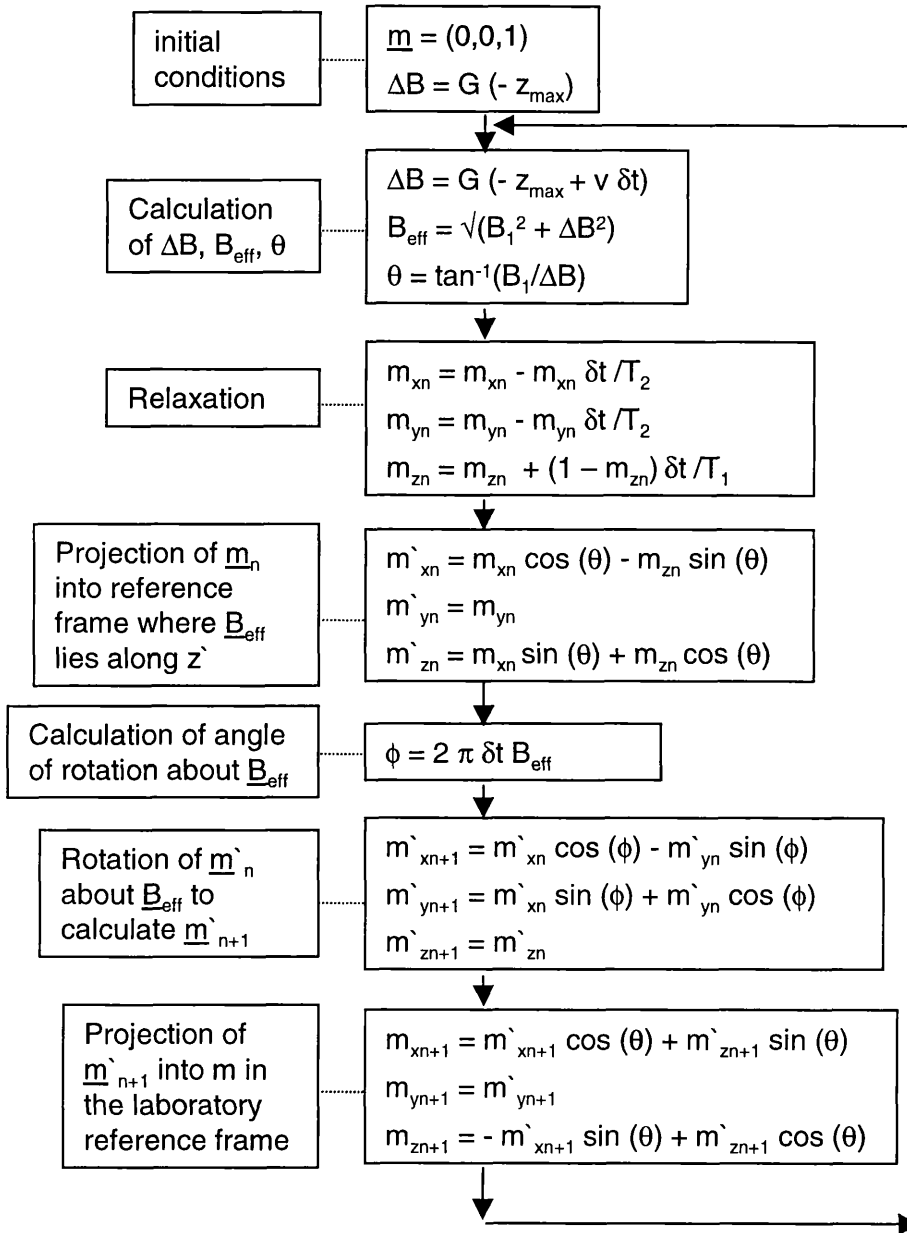 initial
conditions
m = (0,0,1)
ΔB = G (- z_max)
Calculation
of ΔB, B_eff, θ
ΔB = G (- z_max + v δt)
B_eff = √(B_1^2 + ΔB^2)
θ = tan^-1(B_1/ΔB)
Relaxation
m_xn = m_xn - m_xn δt /T_2
m_yn = m_yn - m_yn δt /T_2
m_zn = m_zn + (1 – m_zn) δt /T_1
Projection of m_n
into reference
frame where B_eff
lies along z`
m`_xn = m_xn cos (θ) - m_zn sin (θ)
m`_yn = m_yn
m`_zn = m_xn sin (θ) + m_zn cos (θ)
Calculation of angle
of rotation about B_eff
ϕ = 2 π δt B_eff
Rotation of m`_n
about B_eff to
calculate m`_n+1
m`_xn+1 = m`_xn cos (ϕ) - m`_yn sin (ϕ)
m`_yn+1 = m`_xn sin (ϕ) + m`_yn cos (ϕ)
m`_zn+1 = m`_zn
Projection of
m`_n+1 into m in
the laboratory
reference frame
m_xn+1 = m`_xn+1 cos (θ) + m`_zn+1 sin (θ)
m_yn+1 = m`_yn+1
m_zn+1 = - m`_xn+1 sin (θ) + m`_zn+1 cos (θ)